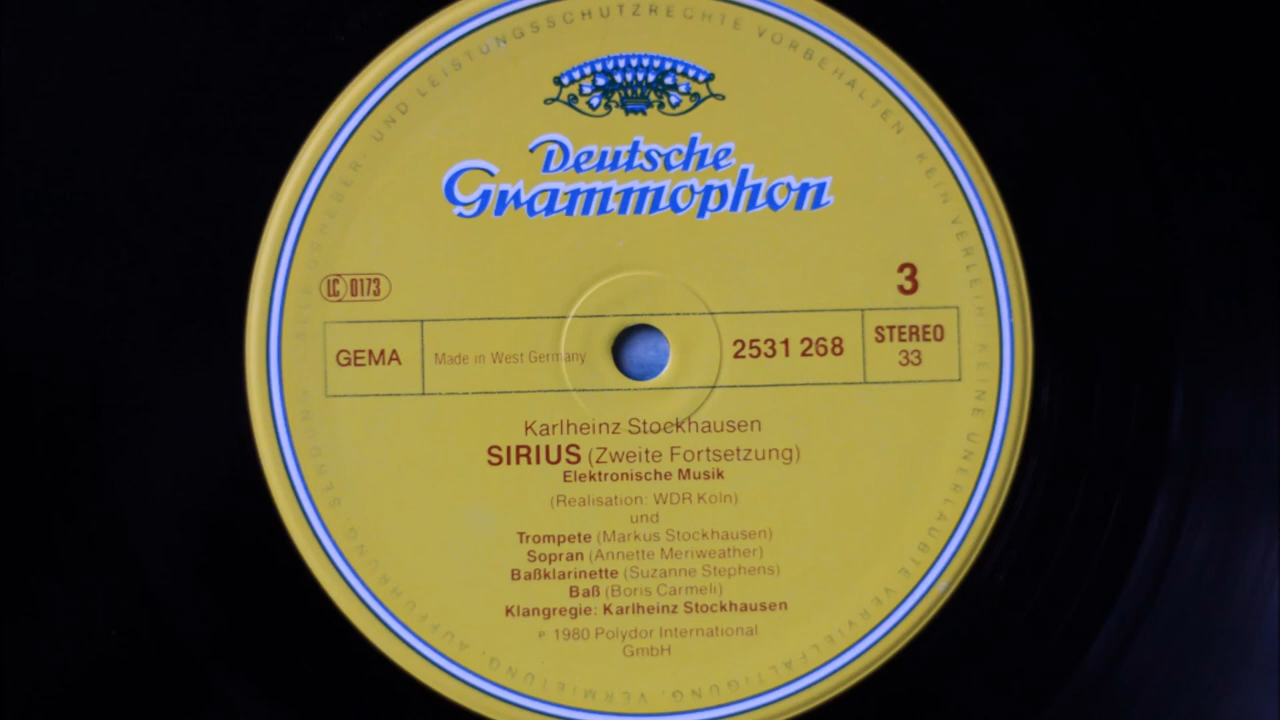 URHEBER- UND LEISTUNGSSCHUTZRECHTE VORBEHALTEN · KEIN VERLEIH! KEINE UNERLAUBTE VERVIELFÄLTIGUNG, VERMIETUNG, AUFFÜHRUNG, SENDUNG
Deutsche
Grammophon
LC 0173
3
GEMA
Made in West Germany
2531 268
STEREO
33
Karlheinz Stockhausen
SIRIUS (Zweite Fortsetzung)
Elektronische Musik
(Realisation: WDR Köln)
und
Trompete (Markus Stockhausen)
Sopran (Annette Meriweather)
Baßklarinette (Suzanne Stephens)
Baß (Boris Carmeli)
Klangregie: Karlheinz Stockhausen
℗ 1980 Polydor International
GmbH